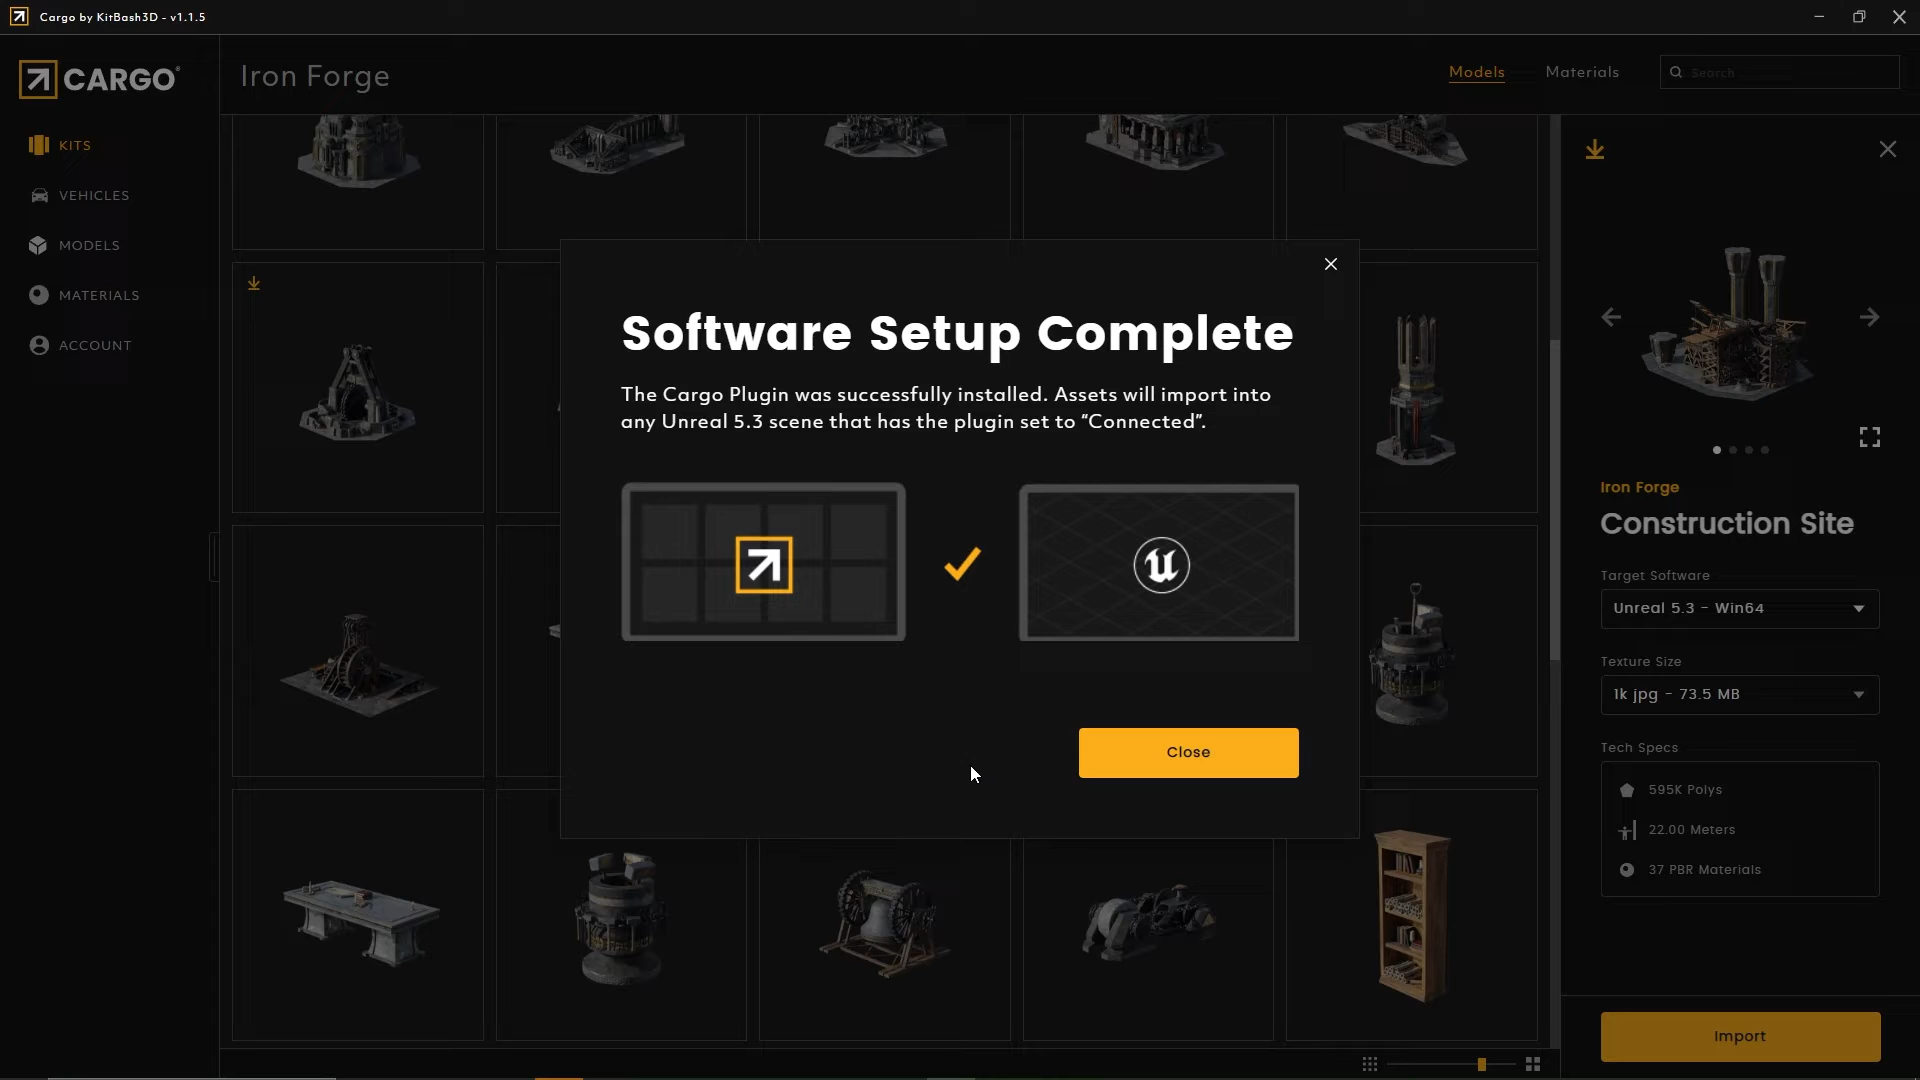 Cargo by KitBash3D - v1.1.5
CARGO
Iron Forge
Models
Materials
Search
KITS
VEHICLES
MODELS
MATERIALS
ACCOUNT
Software Setup Complete
The Cargo Plugin was successfully installed. Assets will import into
any Unreal 5.3 scene that has the plugin set to “Connected”.
Close
Iron Forge
Construction Site
Target Software
Unreal 5.3 - Win64
Texture Size
1k jpg - 73.5 MB
Tech Specs
595K Polys
22.00 Meters
37 PBR Materials
Import